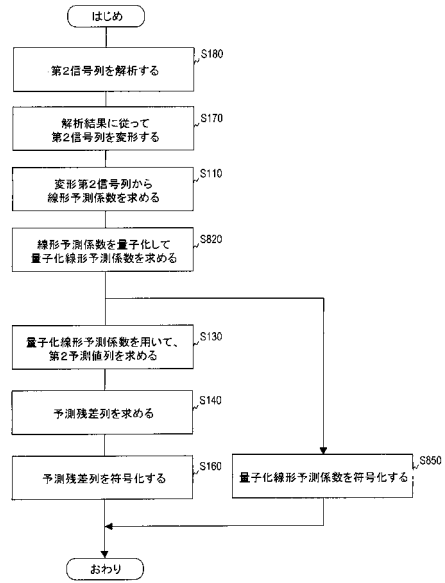 はじめ
S180
第2信号列を解析する
S170
解析結果に従って
第2信号列を変形する
S110
変形第2信号列から
線形予測係数を求める
S820
線形予測係数を量子化して
量子化線形予測係数を求める
S130
量子化線形予測係数を用いて、
第2予測値列を求める
S140
予測残差列を求める
S160
予測残差列を符号化する
S850
量子化線形予測係数を符号化する
おわり